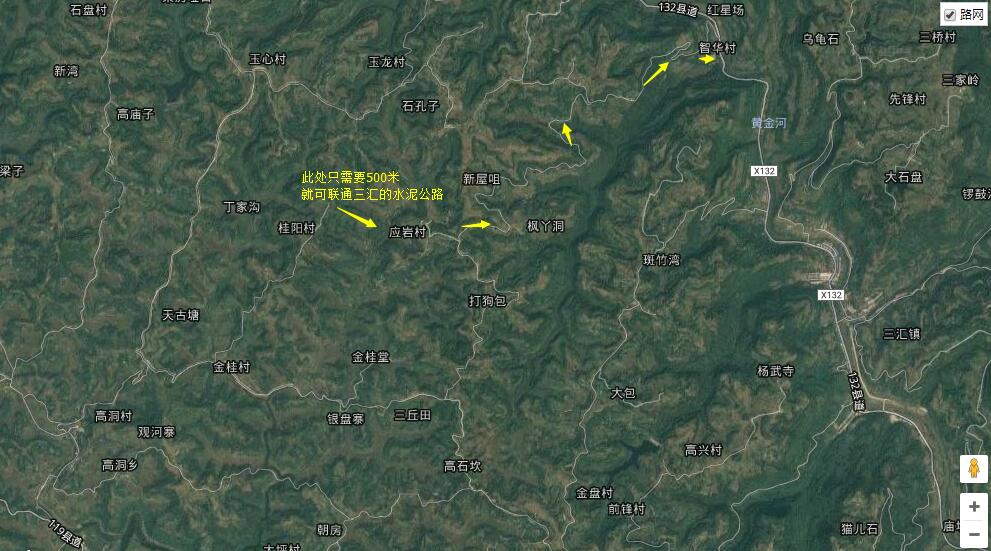 石盘村
132县道
红星场
路网
乌龟石
三桥村
智华村
玉心村
玉龙村
新湾
三家岭
石孔子
先锋村
高庙子
黄金河
梁子
此处只需要500米
就可联通三汇的水泥公路
新屋咀
X132
大石盘
丁家沟
桂阳村
应岩村
枫丫洞
斑竹湾
打狗包
X132
天古塘
三汇镇
金桂堂
金桂村
杨武寺
132县道
大包
高洞村
银盘寨
三丘田
观河寨
高兴村
高洞乡
高石坎
金盘村
前锋村
119县道
朝房
猫儿石